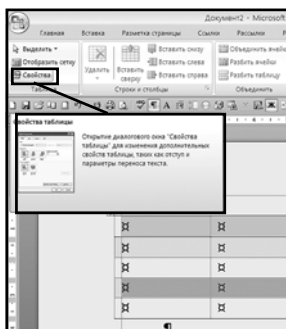 Документ2 - Microsoft
Главная Вставка Разметка страницы Ссылки Рассылки
Выделить
Отобразить сетку
Свойства
Удалить
Вставить сверху
Вставить снизу
Вставить слева
Вставить справа
Строки и столбцы
Объединить ячейки
Разбить ячейки
Разбить таблицу
Объединить
Свойства таблицы
Открытие диалогового окна "Свойства
таблицы" для изменения дополнительных
свойств таблицы, таких как отступ и
параметры переноса текста.